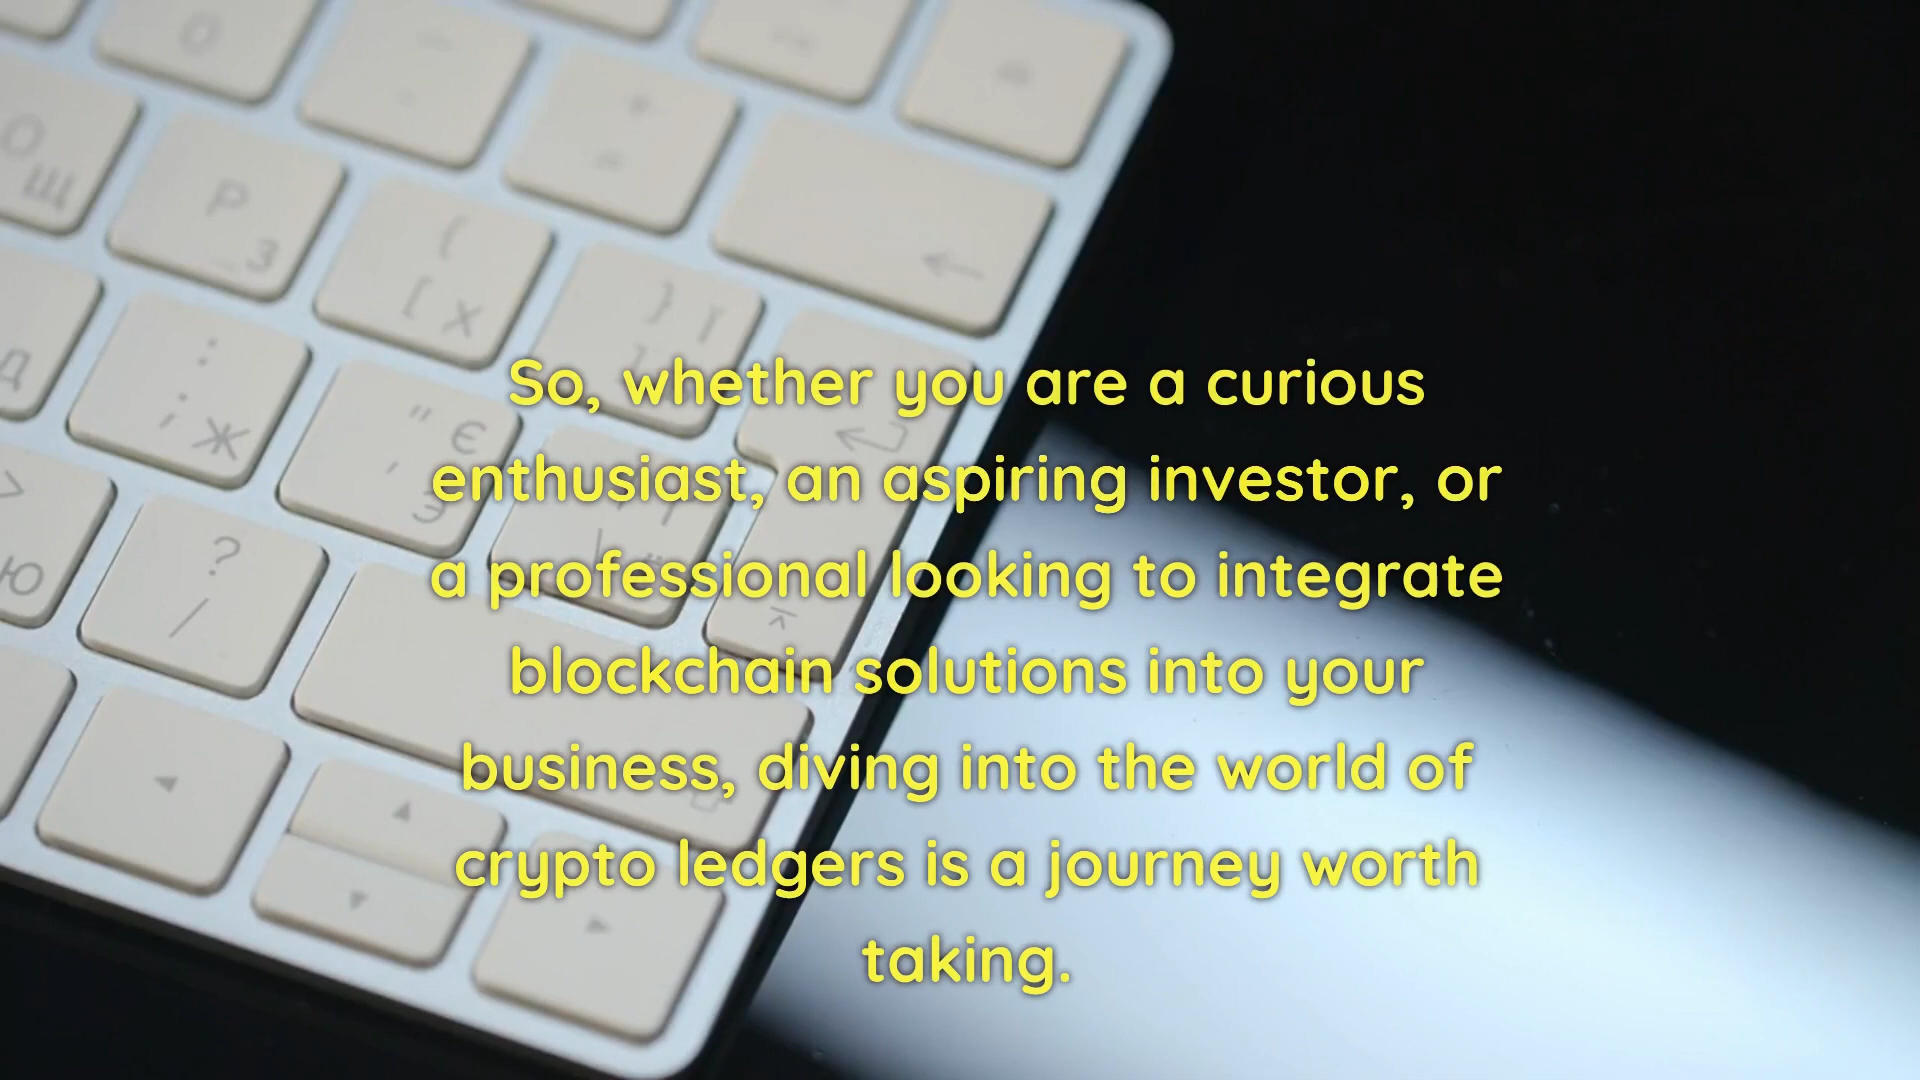 0
O Щ
P З
{ [ Х
} ] Ї
Д
: ; Ж
" ' Є Э
>
Ю
? /
So, whether you are a curious
enthusiast, an aspiring investor, or
a professional looking to integrate
blockchain solutions into your
business, diving into the world of
crypto ledgers is a journey worth
taking.